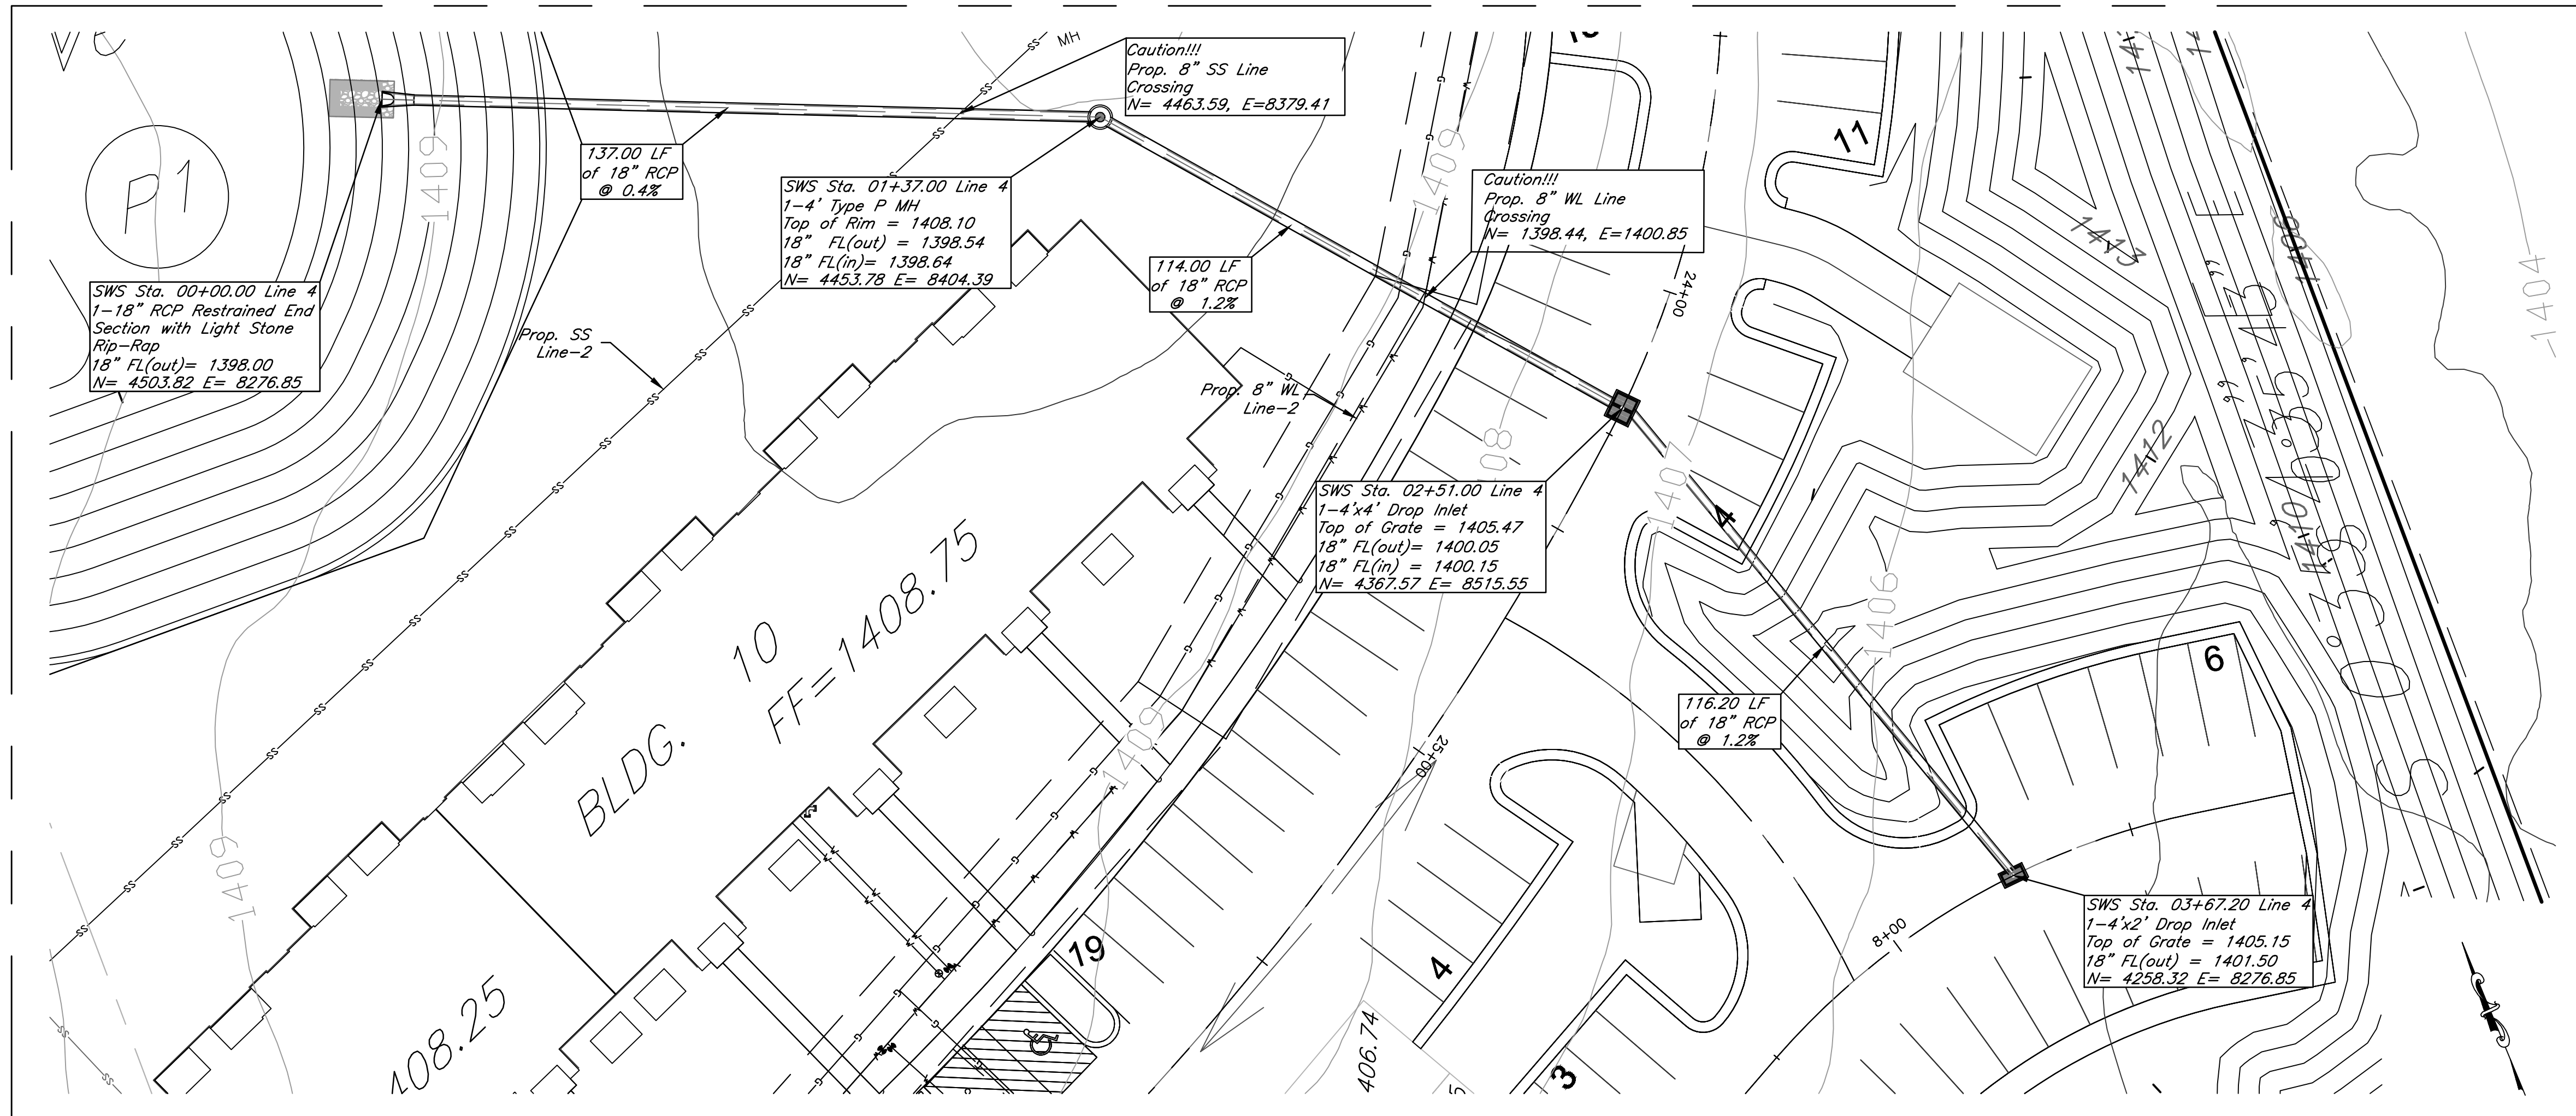 MH
Caution!!!
Prop. 8" SS Line
Crossing
N= 4463.59, E=8379.41
P1
1409
137.00 LF
of 18" RCP
@ 0.4%
SWS Sta. 01+37.00 Line 4
1-4' Type P MH
Top of Rim = 1408.10
18"  FL(out) = 1398.54
18" FL(in)= 1398.64
N= 4453.78 E= 8404.39
1409
Caution!!!
Prop. 8" WL Line
Crossing
N= 1398.44, E=1400.85
11
1413
1406
-1404
SWS Sta. 00+00.00 Line 4
1-18" RCP Restrained End
Section with Light Stone
Rip-Rap
18" FL(out)= 1398.00
N= 4503.82 E= 8276.85
Prop. SS
Line-2
114.00 LF
of 18" RCP
@ 1.2%
24+00
Prop. 8" WL
Line-2
08
1407
1412
SWS Sta. 02+51.00 Line 4
1-4'x4' Drop Inlet
Top of Grate = 1405.47
18" FL(out)= 1400.05
18" FL(in) = 1400.15
N= 4367.57 E= 8515.55
4
1406
1410
BLDG. 10
FF=1408.75
6
116.20 LF
of 18" RCP
@ 1.2%
25+00
1409
1409
8+00
SWS Sta. 03+67.20 Line 4
1-4'x2' Drop Inlet
Top of Grate = 1405.15
18" FL(out) = 1401.50
N= 4258.32 E= 8276.85
19
4
3
406.74
408.25
SS
SS
G
G
W
W